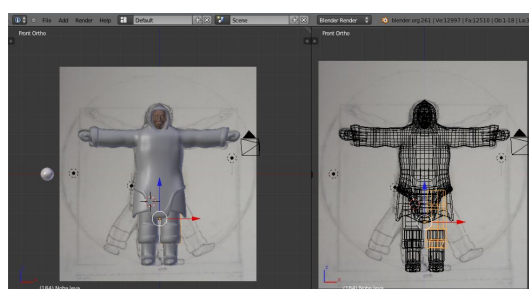 File Add Render Help Default Scene Blender Render blender.org 261 | Ve:12997 | Fa:12510 | Ob:1-18 | La:3
Front Ortho Front Ortho